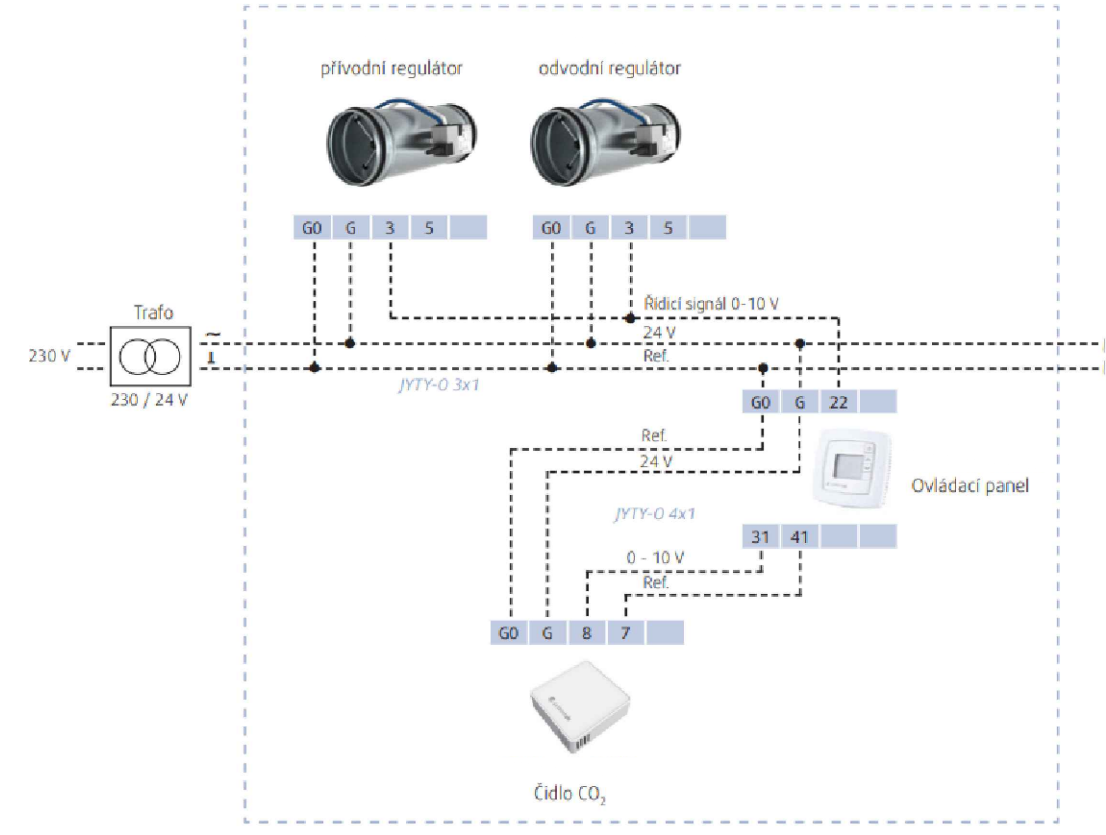 přívodní regulátor
odvodní regulátor
G0 G 3 5
G0 G 3 5
Řídicí signál 0-10 V
Trafo
24 V
230 V
Ref.
JYTY-O 3x1
230 / 24 V
G0 G 22
Ref.
24 V
Ovládací panel
JYTY-O 4x1
31 41
0 - 10 V
Ref.
G0 G 8 7
Čidlo CO₂